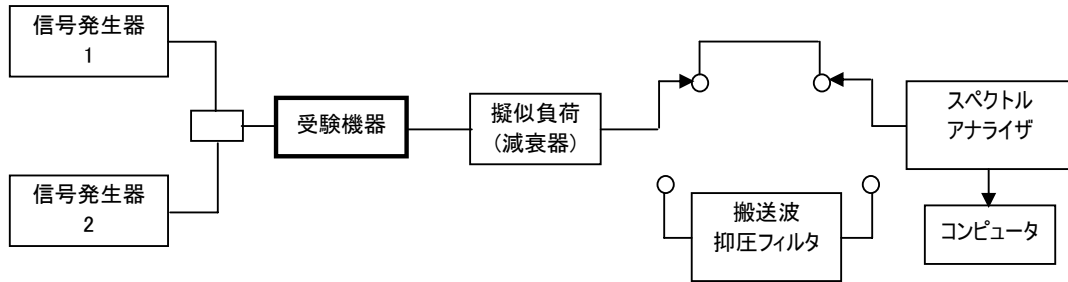 信号発生器
1
信号発生器
2
受験機器
擬似負荷
(減衰器)
搬送波
抑圧フィルタ
スペクトル
アナライザ
コンピュータ